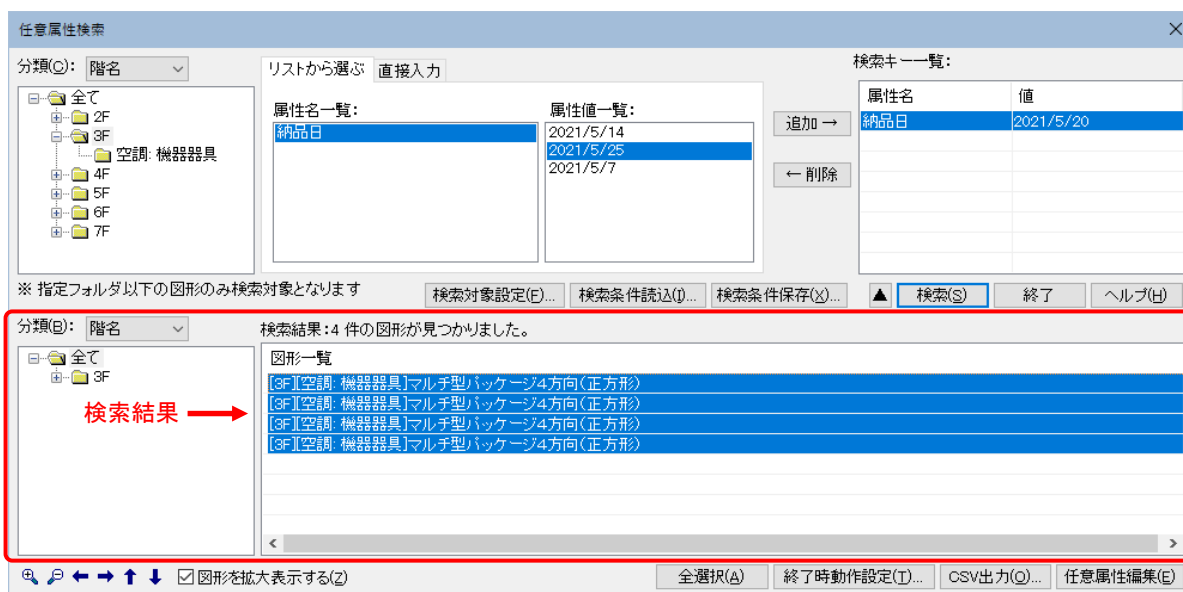 任意属性検索
分類(C): 階名
全て
2F
3F
空調: 機器器具
4F
5F
6F
7F
リストから選ぶ 直接入力
属性名一覧:
納品日
属性値一覧:
2021/5/14
2021/5/25
2021/5/7
追加→
←削除
検索キー一覧:
属性名 値
納品日 2021/5/20
※ 指定フォルダ以下の図形のみ検索対象となります
検索対象設定(F)... 検索条件読込(I)... 検索条件保存(X)... ▲ 検索(S) 終了 ヘルプ(H)
分類(B): 階名
全て
3F
検索結果
検索結果:4 件の図形が見つかりました。
図形一覧
[3F][空調: 機器器具]マルチ型パッケージ4方向(正方形)
[3F][空調: 機器器具]マルチ型パッケージ4方向(正方形)
[3F][空調: 機器器具]マルチ型パッケージ4方向(正方形)
[3F][空調: 機器器具]マルチ型パッケージ4方向(正方形)
図形を拡大表示する(Z)
全選択(A) 終了時動作設定(T)... CSV出力(O)... 任意属性編集(E)